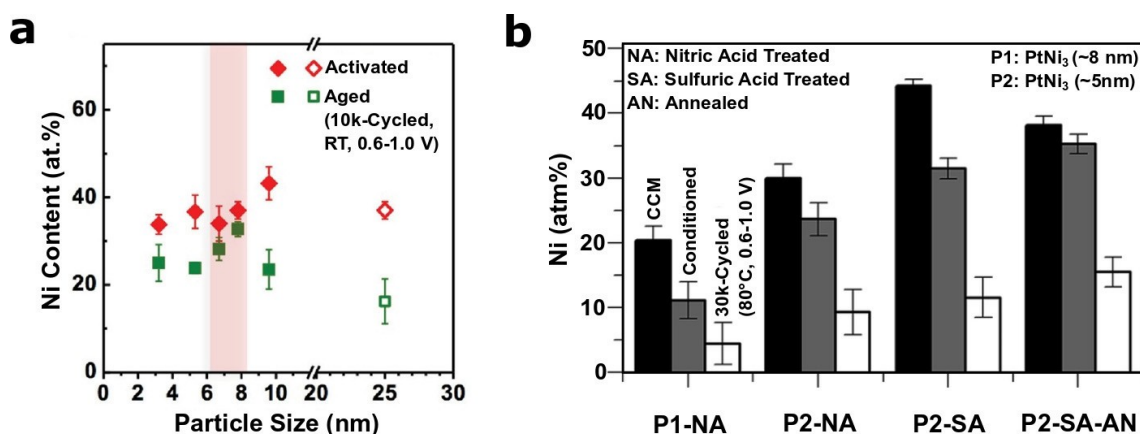 a
Ni Content (at.%)
60
40
20
0
Activated
Aged
(10k-Cycled,
RT, 0.6-1.0 V)
0 2 4 6 8 10 20 30
Particle Size (nm)
b
Ni (atm%)
50
40
30
20
10
0
NA: Nitric Acid Treated
SA: Sulfuric Acid Treated
AN: Annealed
P1: PtNi₃ (~8 nm)
P2: PtNi₃ (~5nm)
CCM
Conditioned
30k-Cycled
(80°C, 0.6-1.0 V)
P1-NA P2-NA P2-SA P2-SA-AN